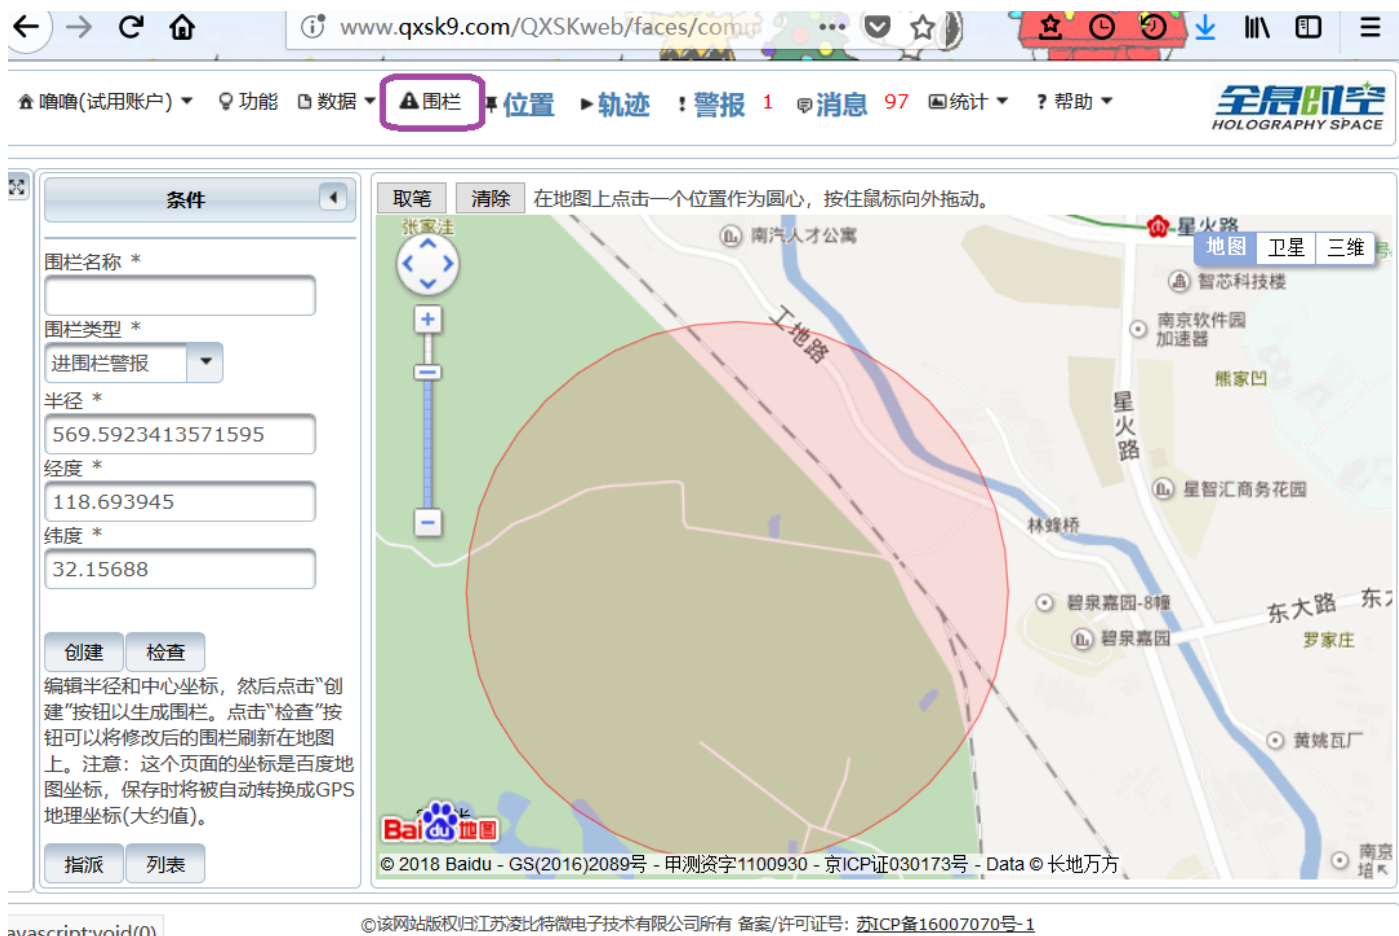 www.qxsk9.com/QXSKweb/faces/comm
噜噜(试用账户) 功能 数据 围栏 位置 轨迹 警报 1 消息 97 统计 ? 帮助
全息时空
HOLOGRAPHY SPACE
条件
围栏名称 *
围栏类型 *
进围栏警报
半径 *
569.5923413571595
经度 *
118.693945
纬度 *
32.15688
创建 检查
编辑半径和中心坐标，然后点击“创
建”按钮以生成围栏。点击“检查”按
钮可以将修改后的围栏刷新在地图
上。注意：这个页面的坐标是百度地
图坐标，保存时将被自动转换成GPS
地理坐标(大约值)。
指派 列表
取笔 清除 在地图上点击一个位置作为圆心，按住鼠标向外拖动。
张家洼
南汽人才公寓
星火路
地图 卫星 三维
智芯科技楼
工地路
南京软件园
加速器
熊家凹
星火路
星智汇商务花园
林蜂桥
碧泉嘉园-8幢
东大路
碧泉嘉园
罗家庄
黄姚瓦厂
南京
培
Bai du 地图
© 2018 Baidu - GS(2016)2089号 - 甲测资字1100930 - 京ICP证030173号 - Data © 长地万方
©该网站版权归江苏凌比特微电子技术有限公司所有 备案/许可证号：苏ICP备16007070号-1
avascript:void(0)